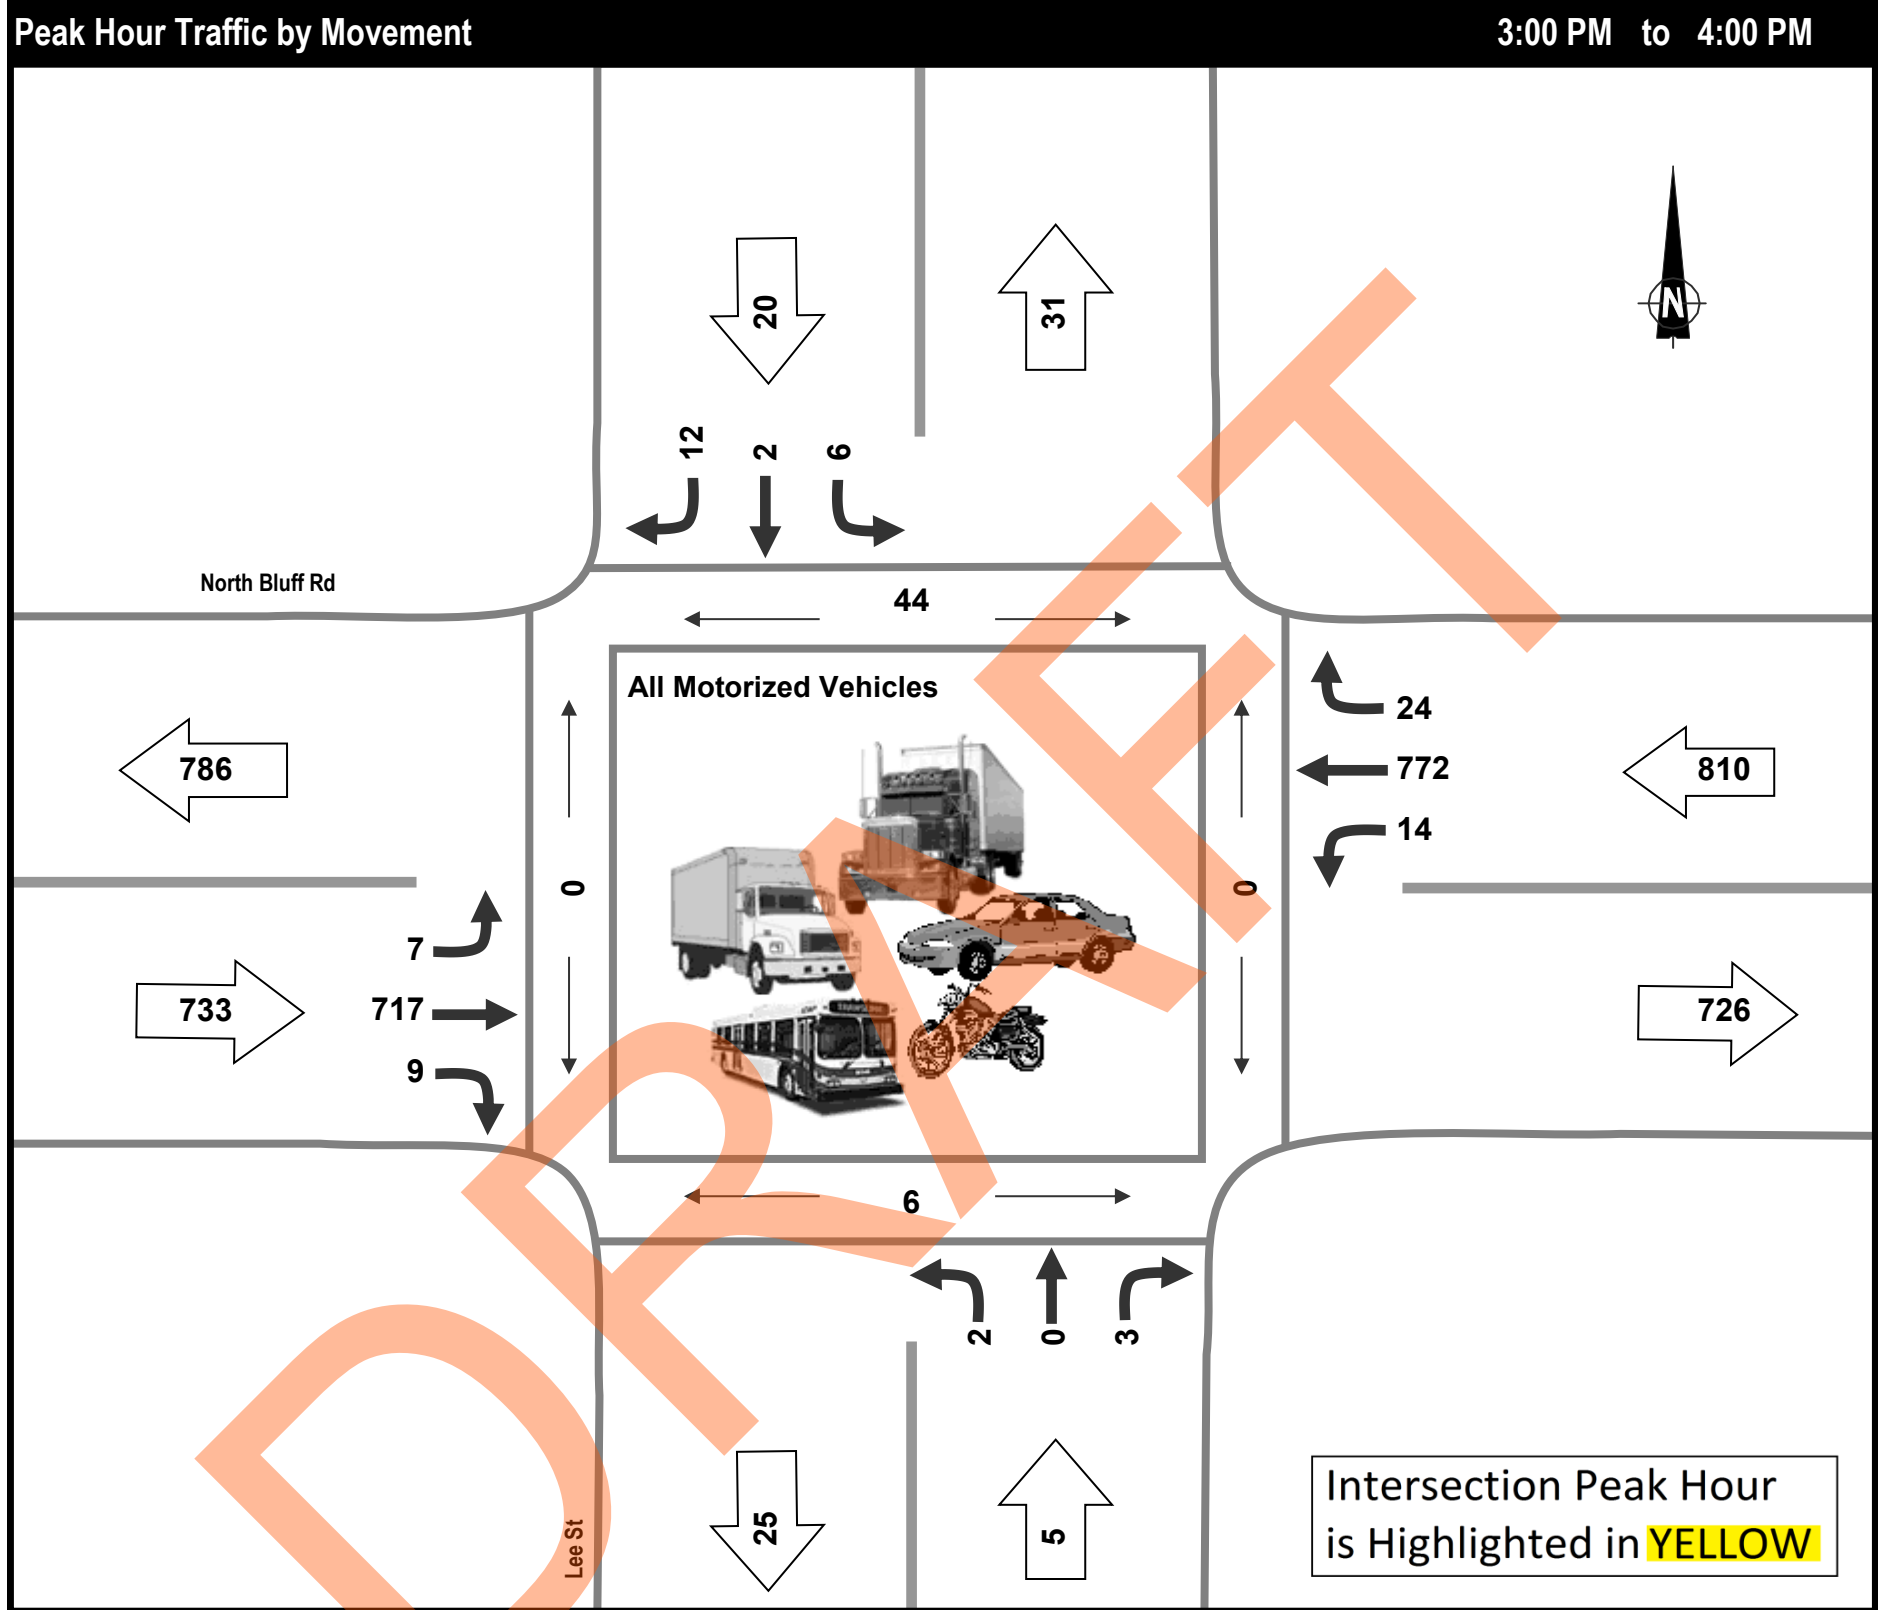 Peak Hour Traffic by Movement 3:00 PM to 4:00 PM
20
31
N
12 2 6
North Bluff Rd
44
All Motorized Vehicles
24
786
772
810
14
0
0
7
733
717
726
9
6
2 0 3
DRAFT
25
5
Lee St
Intersection Peak Hour
is Highlighted in YELLOW